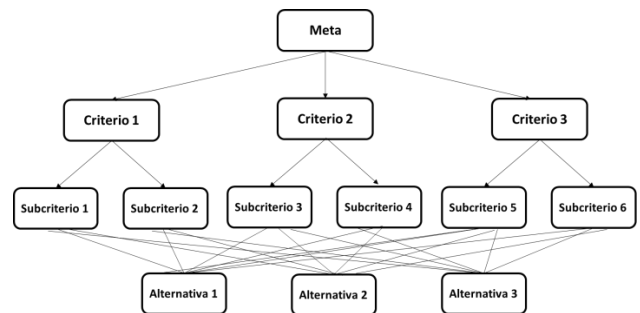 Meta
Criterio 1
Criterio 2
Criterio 3
Subcriterio 1
Subcriterio 2
Subcriterio 3
Subcriterio 4
Subcriterio 5
Subcriterio 6
Alternativa 1
Alternativa 2
Alternativa 3